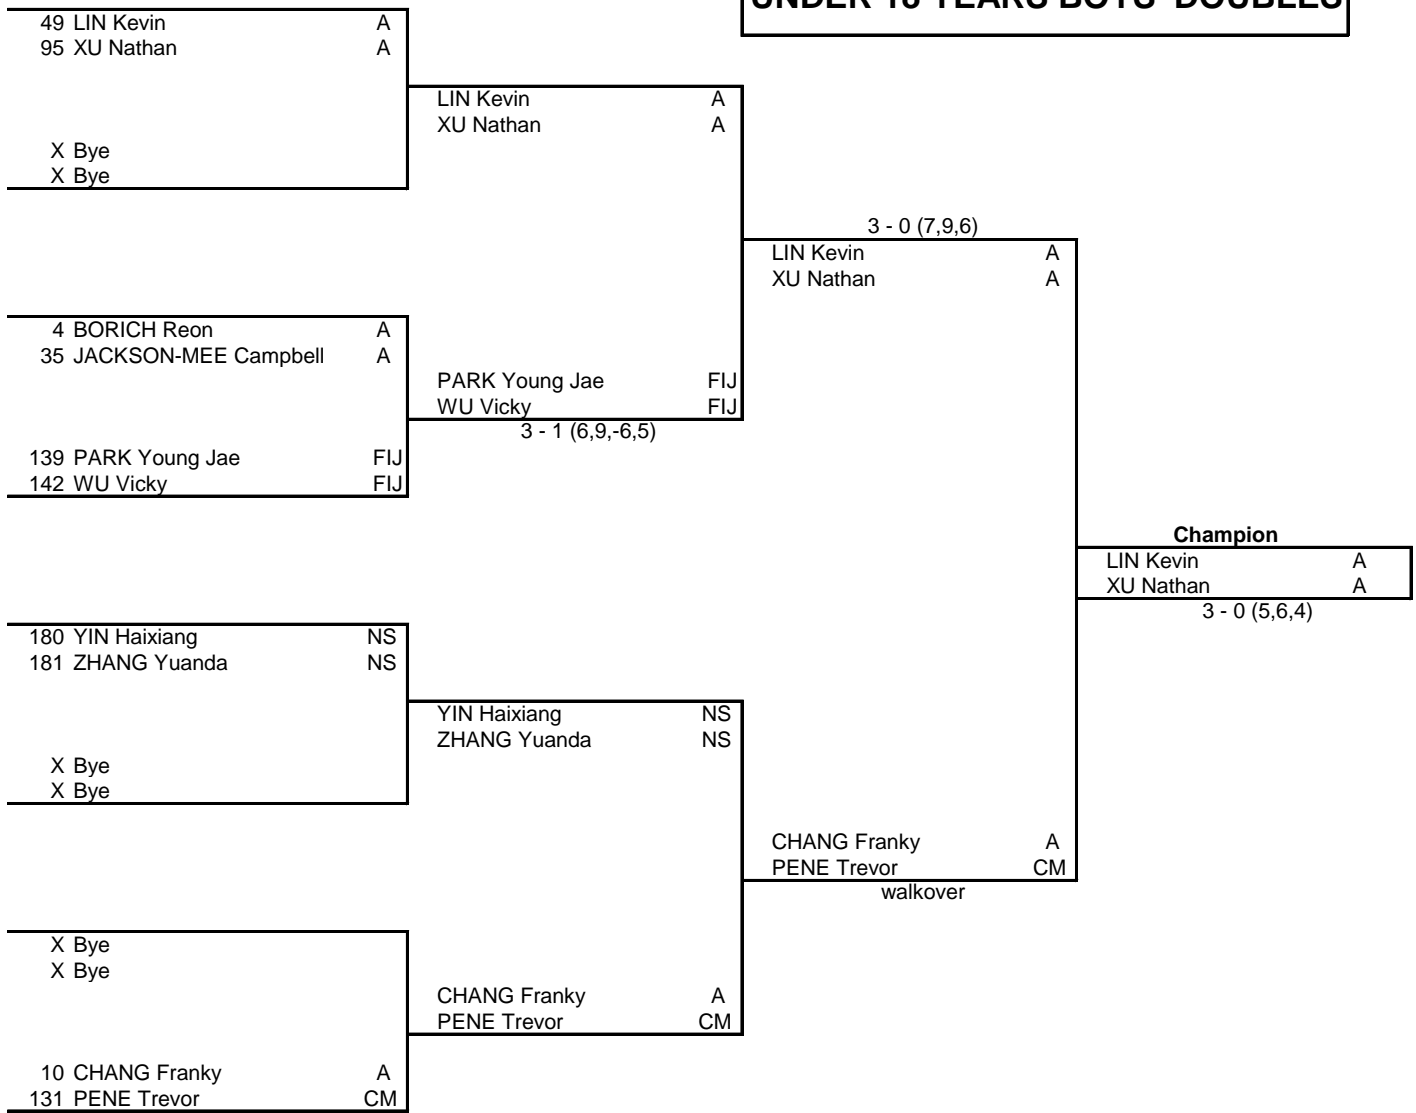 UNDER YEARS BOYS DOUBLES
49 LIN Kevin A
95 XU Nathan A
X Bye
X Bye
4 BORICH Reon A
35 JACKSON-MEE Campbell A
139 PARK Young Jae FIJ
142 WU Vicky FIJ
180 YIN Haixiang NS
181 ZHANG Yuanda NS
X Bye
X Bye
X Bye
X Bye
10 CHANG Franky A
131 PENE Trevor CM
LIN Kevin A
XU Nathan A
PARK Young Jae FIJ
WU Vicky FIJ
3 - 1 (6,9,-6,5)
YIN Haixiang NS
ZHANG Yuanda NS
CHANG Franky A
PENE Trevor CM
3 - 0 (7,9,6)
LIN Kevin A
XU Nathan A
CHANG Franky A
PENE Trevor CM
walkover
Champion
LIN Kevin A
XU Nathan A
3 - 0 (5,6,4)